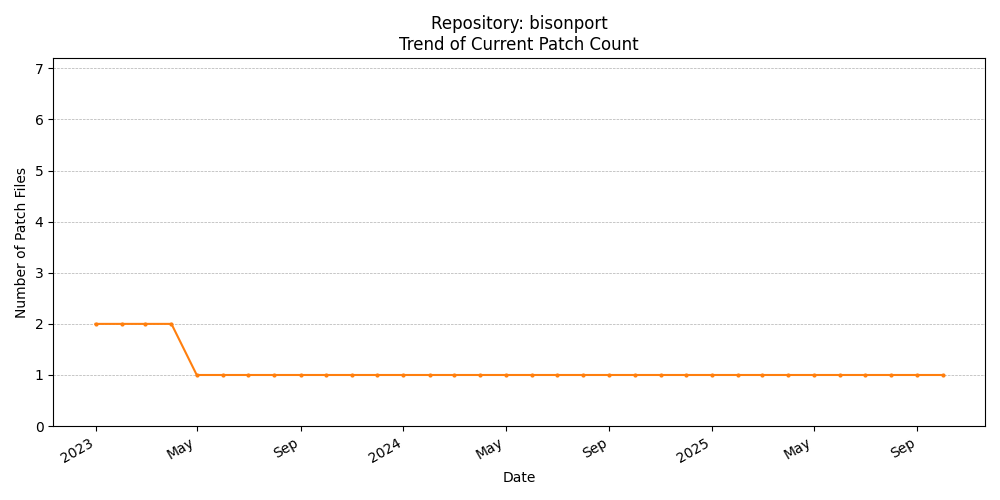 Repository: bisonport
Trend of Current Patch Count
7
6
5
4
3
2
1
0
Number of Patch Files
2023
May
Sep
2024
May
Sep
2025
May
Sep
Date